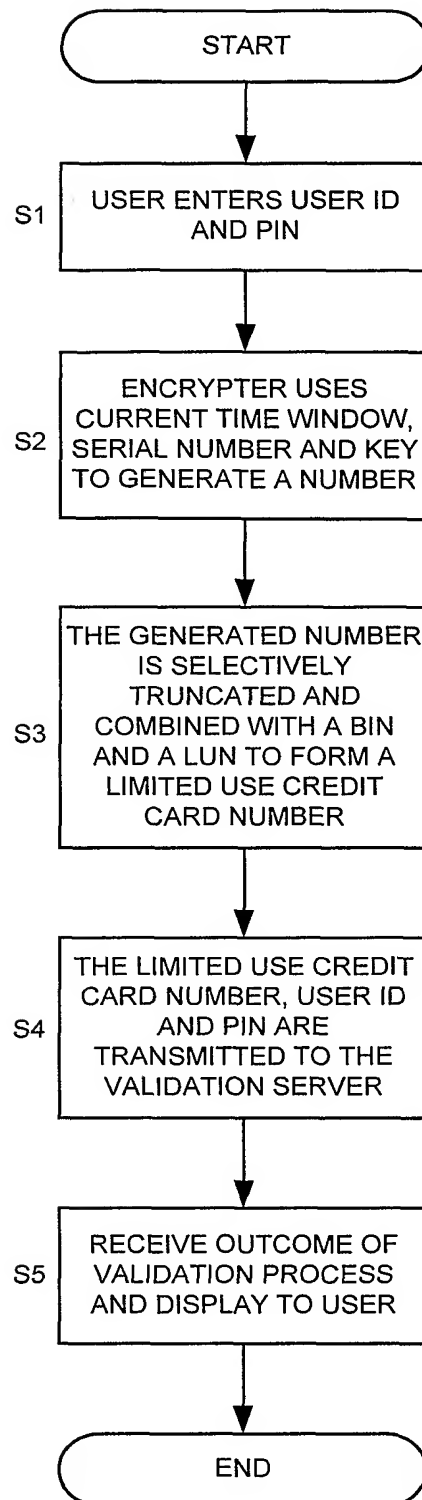 START
S1
USER ENTERS USER ID
AND PIN
S2
ENCRYPTER USES
CURRENT TIME WINDOW,
SERIAL NUMBER AND KEY
TO GENERATE A NUMBER
S3
THE GENERATED NUMBER
IS SELECTIVELY
TRUNCATED AND
COMBINED WITH A BIN
AND A LUN TO FORM A
LIMITED USE CREDIT
CARD NUMBER
S4
THE LIMITED USE CREDIT
CARD NUMBER, USER ID
AND PIN ARE
TRANSMITTED TO THE
VALIDATION SERVER
S5
RECEIVE OUTCOME OF
VALIDATION PROCESS
AND DISPLAY TO USER
END